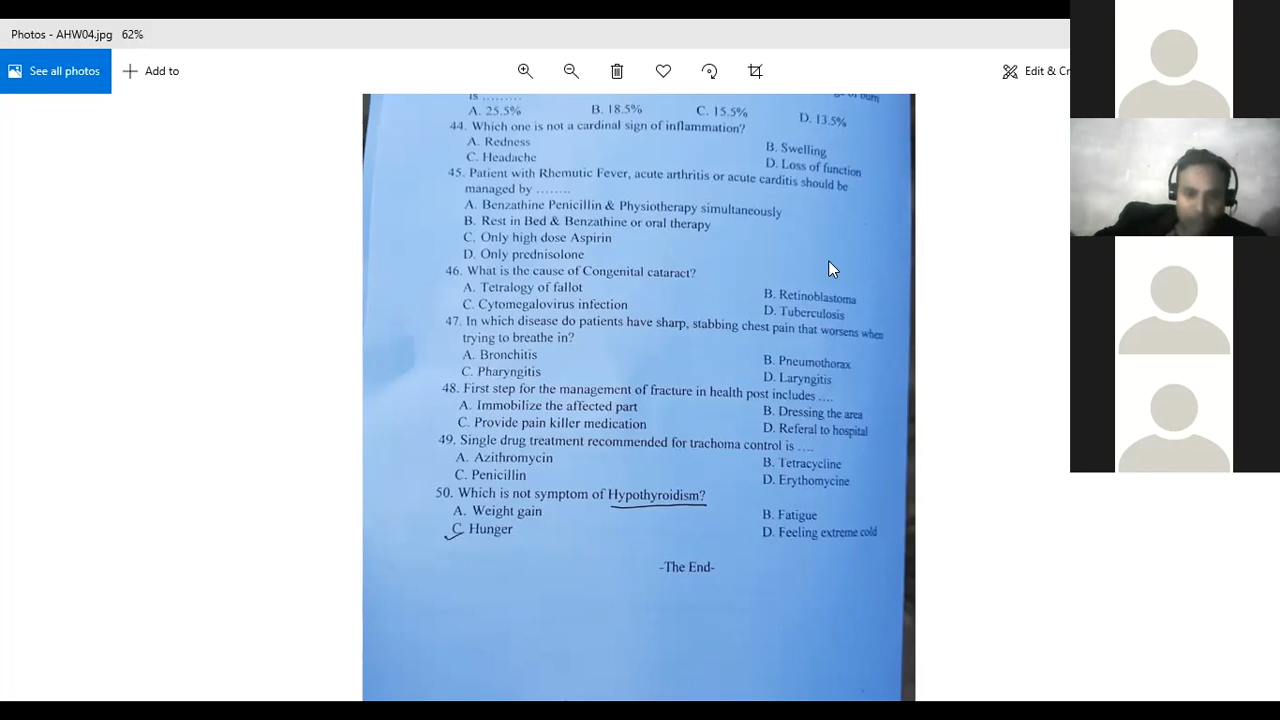 Photos - AHW04.jpg 62%
See all photos
Add to
Edit & Cr
is .........
A. 25.5% B. 18.5% C. 15.5% D. 13.5%
44. Which one is not a cardinal sign of inflammation?
A. Redness B. Swelling
C. Headache D. Loss of function
45. Patient with Rhemutic Fever, acute arthritis or acute carditis should be
managed by ........
A. Benzathine Penicillin & Physiotherapy simultaneously
B. Rest in Bed & Benzathine or oral therapy
C. Only high dose Aspirin
D. Only prednisolone
46. What is the cause of Congenital cataract?
A. Tetralogy of fallot B. Retinoblastoma
C. Cytomegalovirus infection D. Tuberculosis
47. In which disease do patients have sharp, stabbing chest pain that worsens when
trying to breathe in?
A. Bronchitis B. Pneumothorax
C. Pharyngitis D. Laryngitis
48. First step for the management of fracture in health post includes ....
A. Immobilize the affected part B. Dressing the area
C. Provide pain killer medication D. Referal to hospital
49. Single drug treatment recommended for trachoma control is ....
A. Azithromycin B. Tetracycline
C. Penicillin D. Erythomycine
50. Which is not symptom of Hypothyroidism?
A. Weight gain B. Fatigue
C. Hunger D. Feeling extreme cold
-The End-